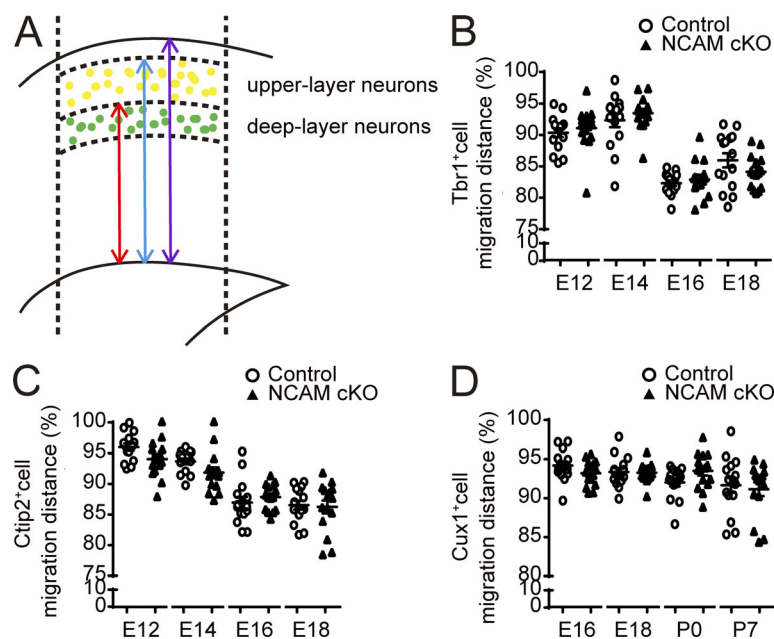 A
upper-layer neurons
deep-layer neurons
B
Control
NCAM cKO
Tbr1⁺cell
migration distance (%)
100
95
90
85
80
75
10
0
E12 E14 E16 E18
C
Control
NCAM cKO
Ctip2⁺cell
migration distance (%)
100
95
90
85
80
75
10
0
E12 E14 E16 E18
D
Control
NCAM cKO
Cux1⁺cell
migration distance (%)
100
95
90
85
80
10
0
E16 E18 P0 P7